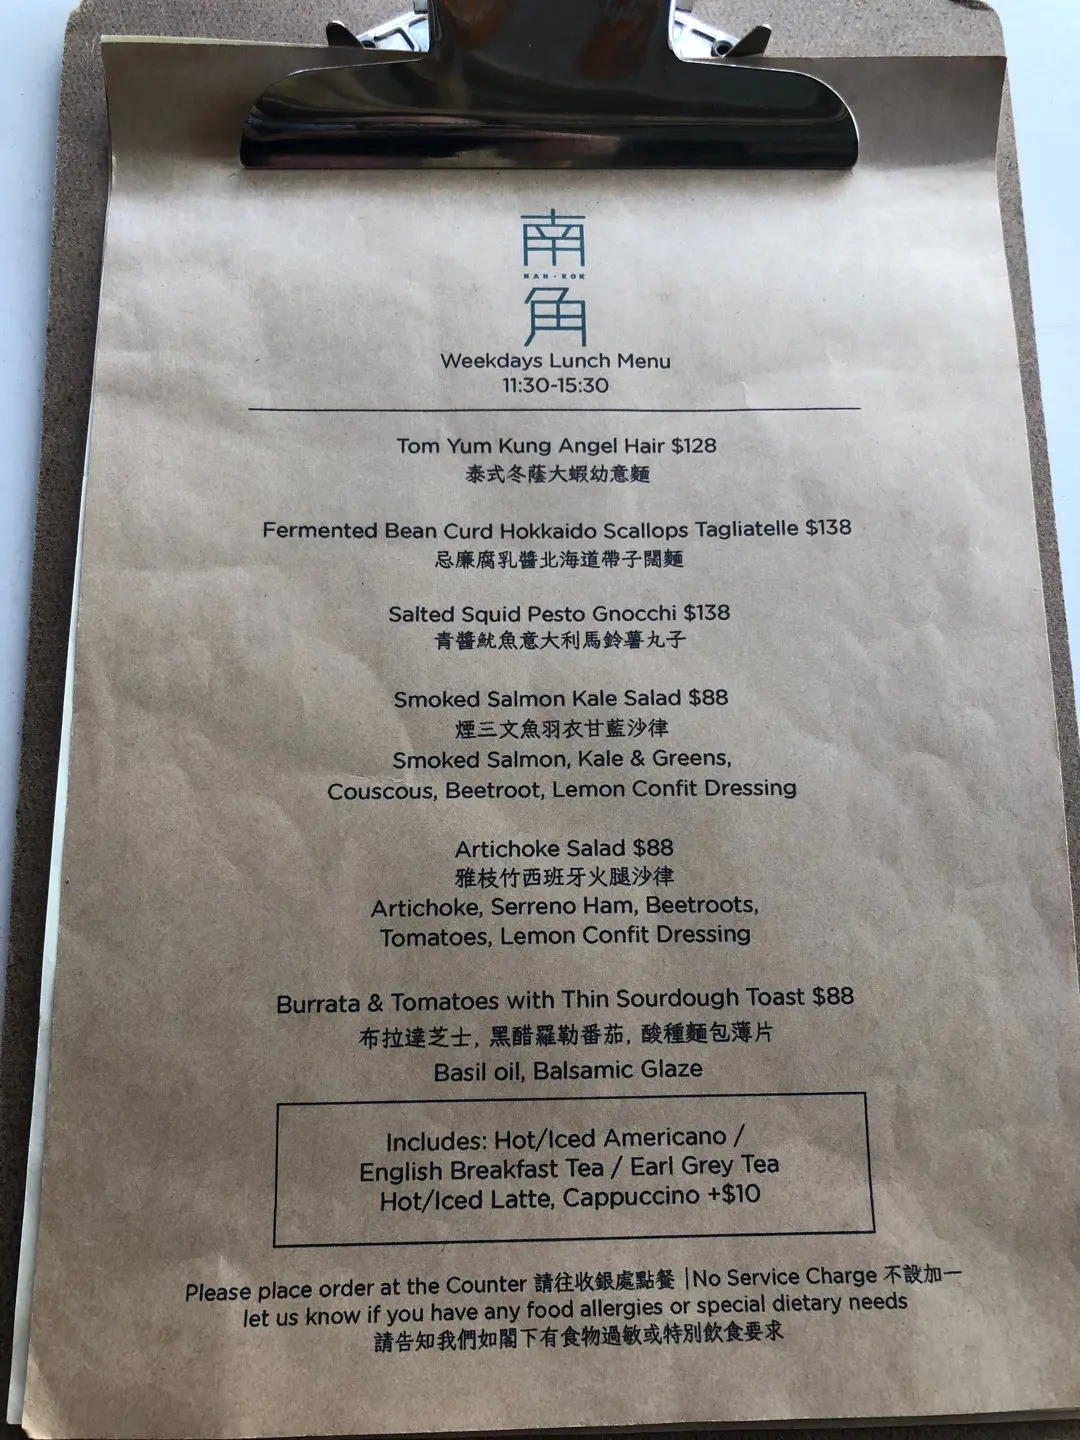 南
NAN·KOK
角
Weekdays Lunch Menu
11:30-15:30
Tom Yum Kung Angel Hair $128
泰式冬蔭大蝦幼意麵
Fermented Bean Curd Hokkaido Scallops Tagliatelle $138
忌廉腐乳醬北海道帶子闊麵
Salted Squid Pesto Gnocchi $138
青醬魷魚意大利馬鈴薯丸子
Smoked Salmon Kale Salad $88
煙三文魚羽衣甘藍沙律
Smoked Salmon, Kale & Greens,
Couscous, Beetroot, Lemon Confit Dressing
Artichoke Salad $88
雅枝竹西班牙火腿沙律
Artichoke, Serreno Ham, Beetroots,
Tomatoes, Lemon Confit Dressing
Burrata & Tomatoes with Thin Sourdough Toast $88
布拉達芝士, 黑醋羅勒番茄, 酸種麵包薄片
Basil oil, Balsamic Glaze
Includes: Hot/Iced Americano /
English Breakfast Tea / Earl Grey Tea
Hot/Iced Latte, Cappuccino +$10
Please place order at the Counter 請往收銀處點餐 |No Service Charge 不設加一
let us know if you have any food allergies or special dietary needs
請告知我們如閣下有食物過敏或特別飲食要求